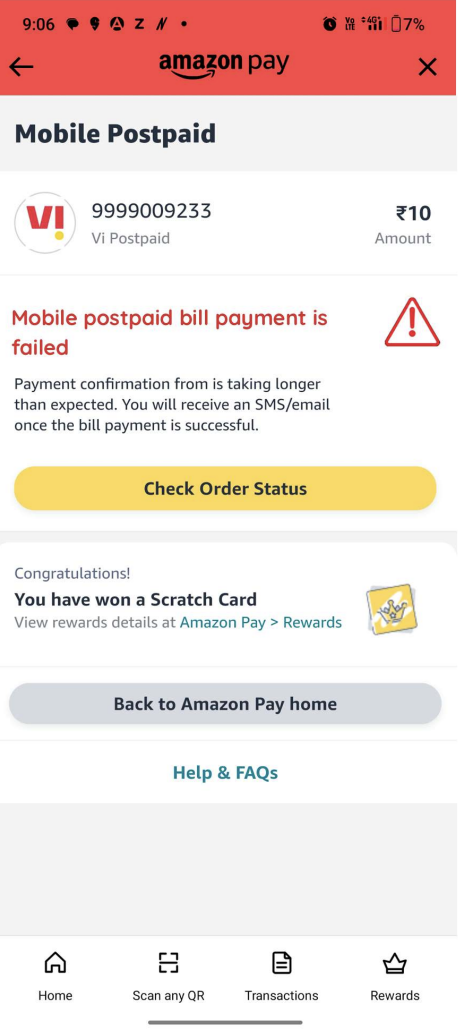 9:06 Z N 7%
amazon pay
Mobile Postpaid
VI 9999009233 ₹10
Vi Postpaid Amount
Mobile postpaid bill payment is
failed
Payment confirmation from is taking longer
than expected. You will receive an SMS/email
once the bill payment is successful.
Check Order Status
Congratulations!
You have won a Scratch Card
View rewards details at Amazon Pay > Rewards
Back to Amazon Pay home
Help & FAQs
Home Scan any QR Transactions Rewards